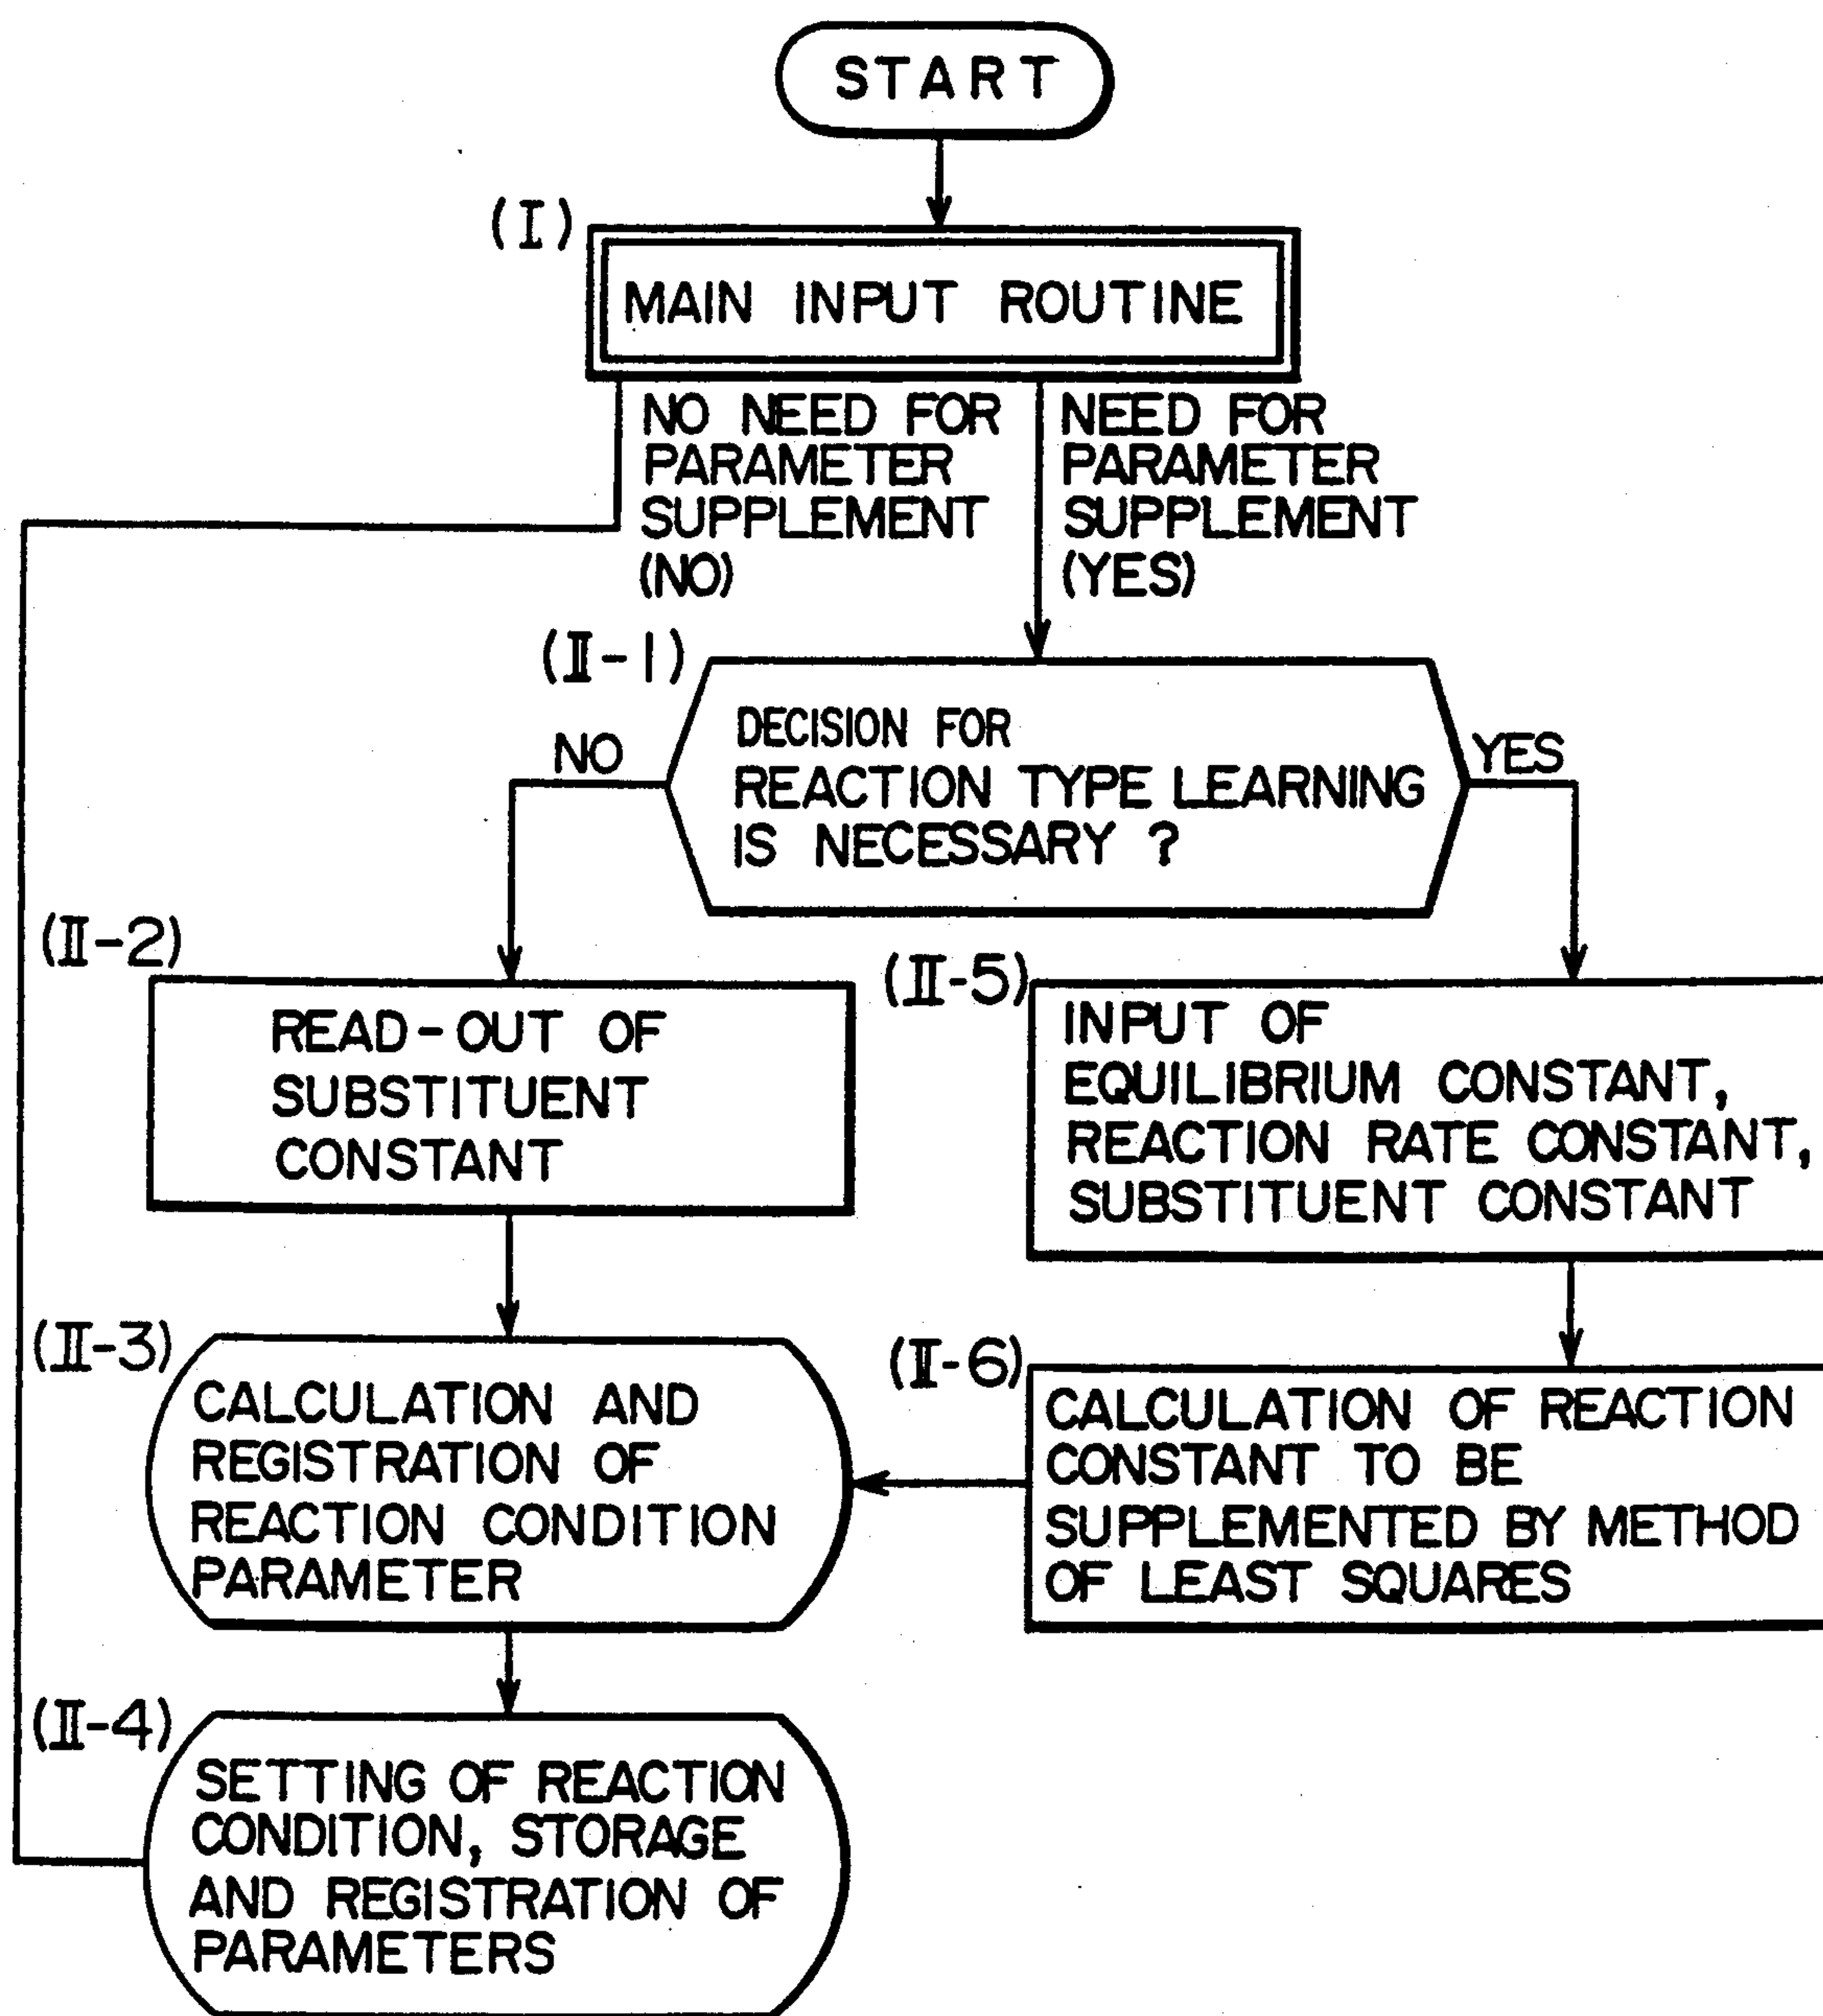 START
(I)
MAIN INPUT ROUTINE
NO NEED FOR
PARAMETER
SUPPLEMENT
(NO)
NEED FOR
PARAMETER
SUPPLEMENT
(YES)
(II-1)
DECISION FOR
REACTION TYPE LEARNING
IS NECESSARY ?
NO
YES
(II-2)
READ-OUT OF
SUBSTITUENT
CONSTANT
(II-5)
INPUT OF
EQUILIBRIUM CONSTANT,
REACTION RATE CONSTANT,
SUBSTITUENT CONSTANT
(II-3)
CALCULATION AND
REGISTRATION OF
REACTION CONDITION
PARAMETER
(II-6)
CALCULATION OF REACTION
CONSTANT TO BE
SUPPLEMENTED BY METHOD
OF LEAST SQUARES
(II-4)
SETTING OF REACTION
CONDITION, STORAGE
AND REGISTRATION OF
PARAMETERS